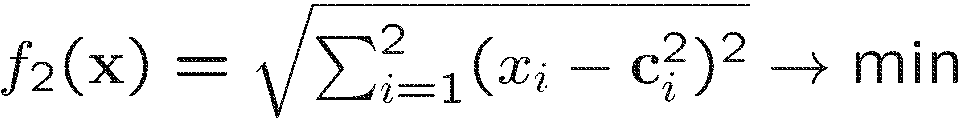 f₂(𝐱) = √(∑ᵢ₌₁² (xᵢ − 𝐜ᵢ²)²) → min